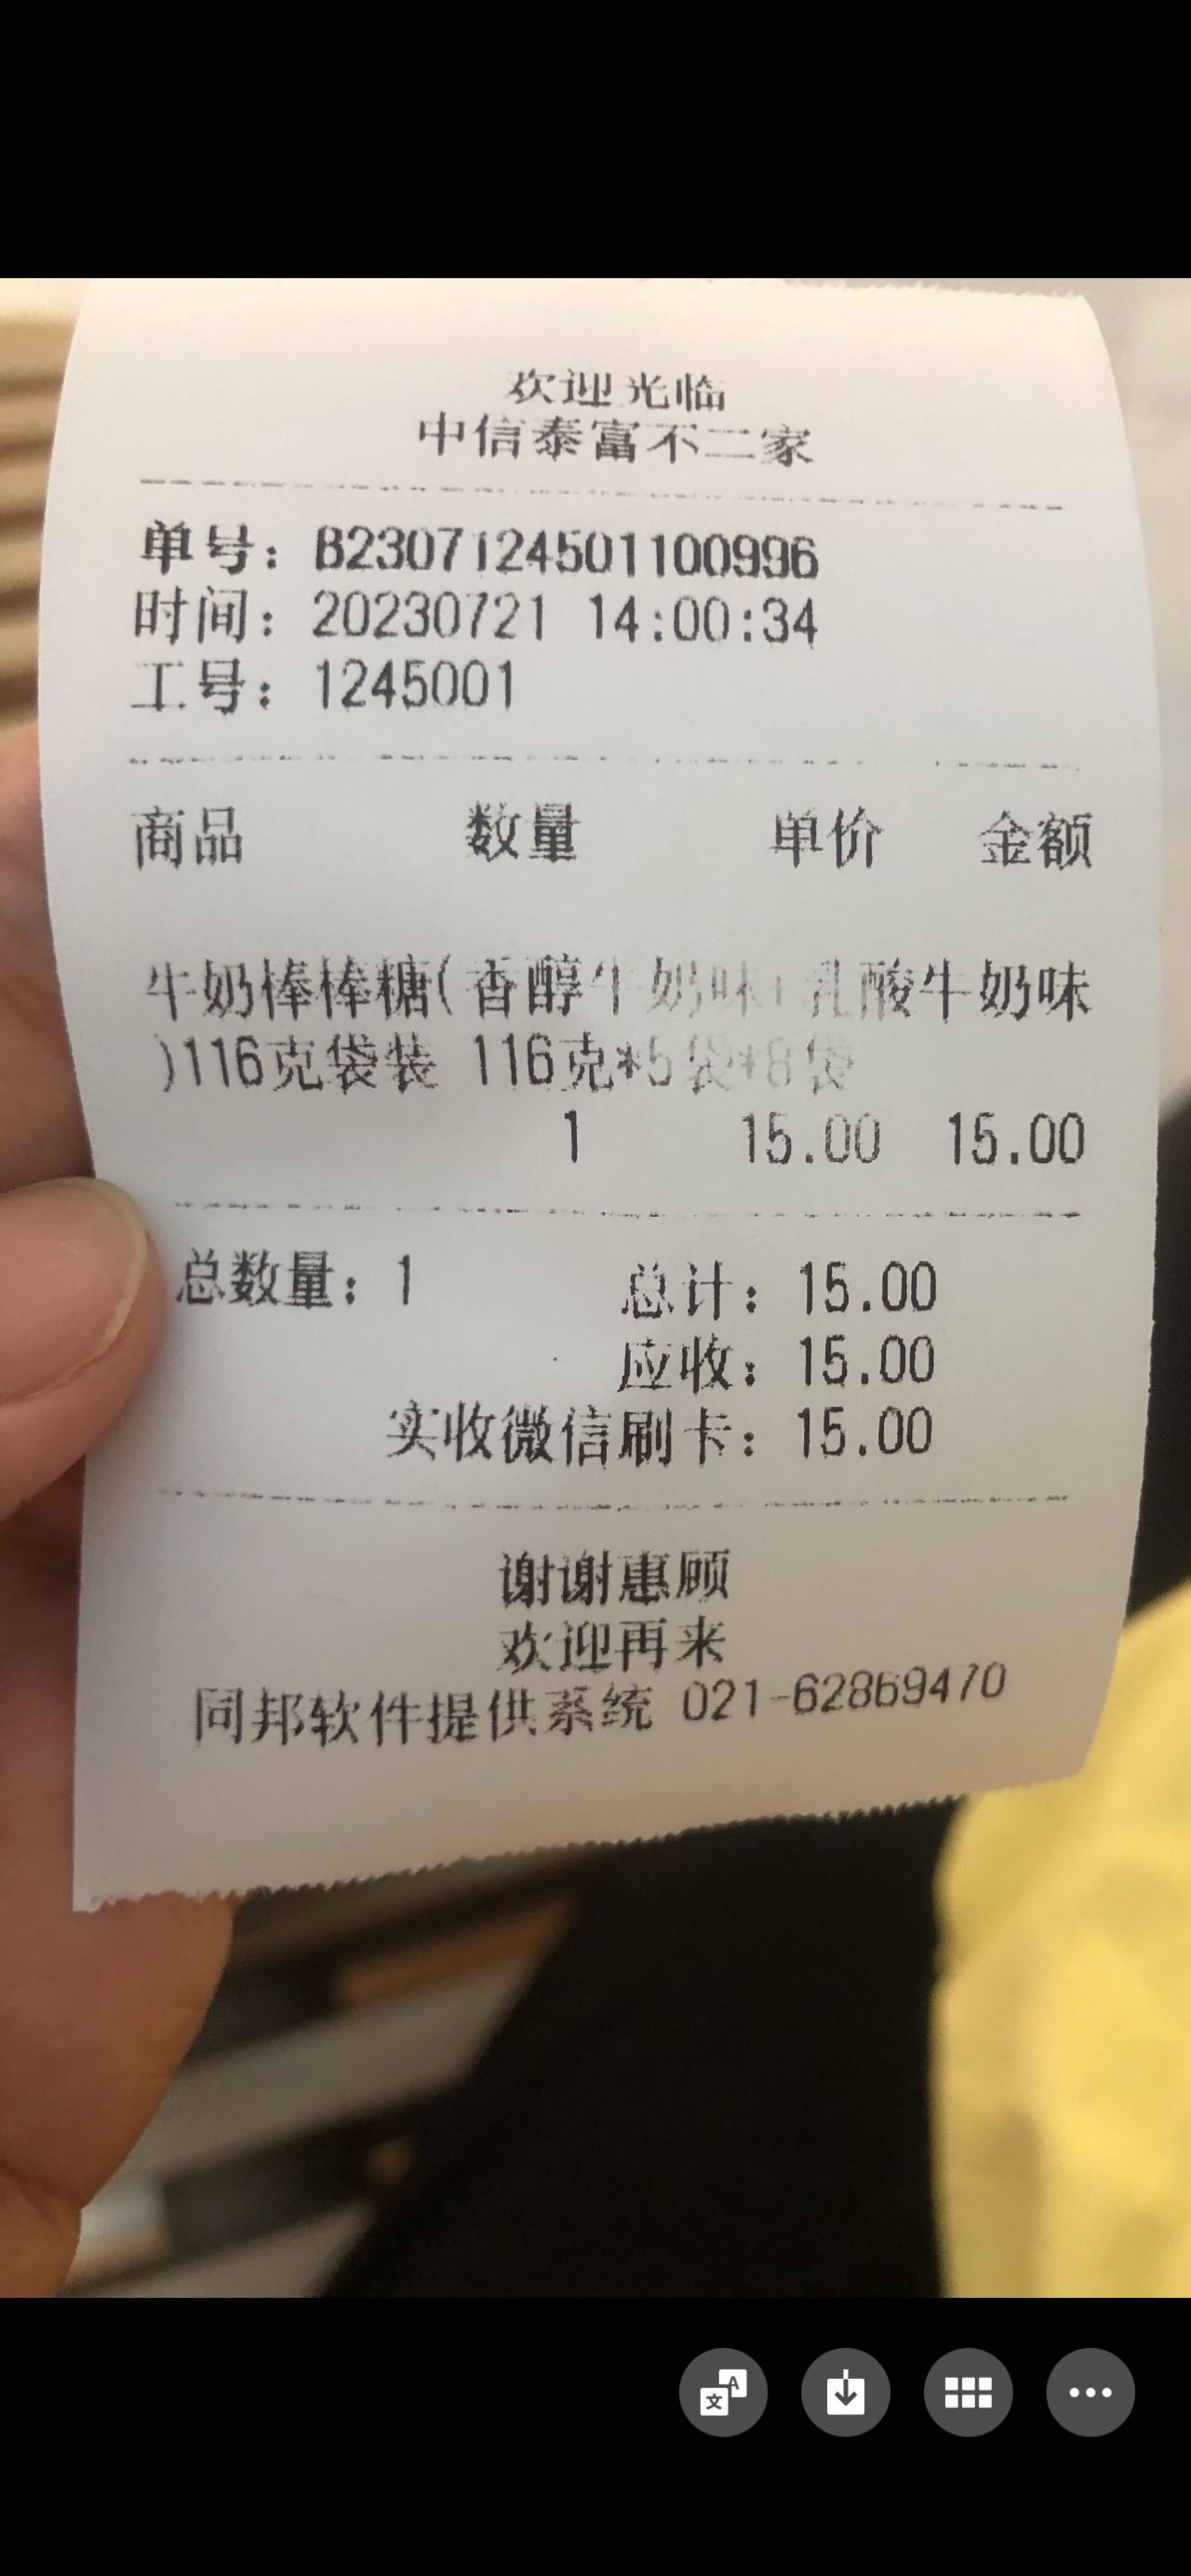 欢迎光临
中信泰富不二家
单号：B2307124501100996
时间：20230721 14:00:34
工号：1245001
商品 数量 单价 金额
牛奶棒棒糖(香醇牛奶味+乳酸牛奶味
)116克袋装 116克*5袋*8袋
1 15.00 15.00
总数量：1 总计：15.00
应收：15.00
实收微信刷卡：15.00
谢谢惠顾
欢迎再来
同邦软件提供系统 021-62869470